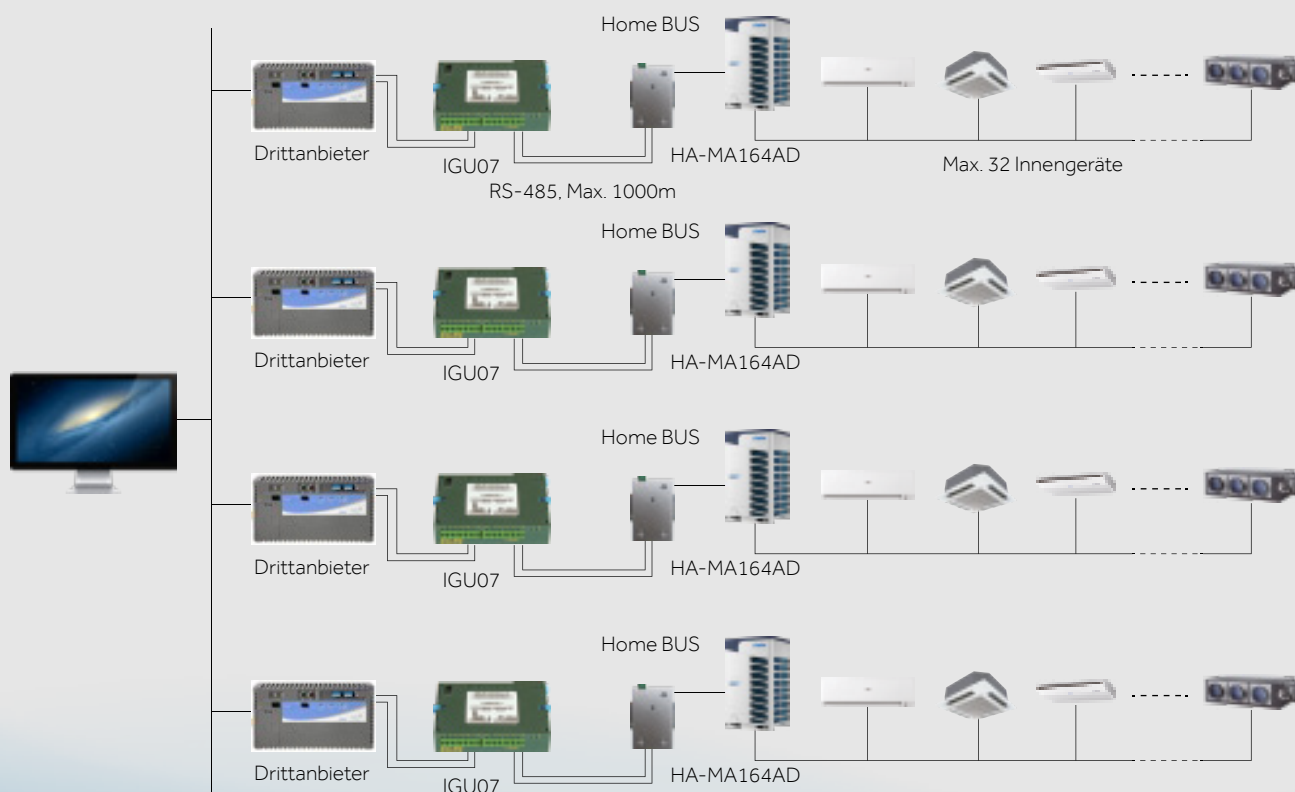 Home BUS
Drittanbieter
IGU07
HA-MA164AD
Max. 32 Innengeräte
RS-485, Max. 1000m
Home BUS
Drittanbieter
IGU07
HA-MA164AD
Home BUS
Drittanbieter
IGU07
HA-MA164AD
Home BUS
Drittanbieter
IGU07
HA-MA164AD